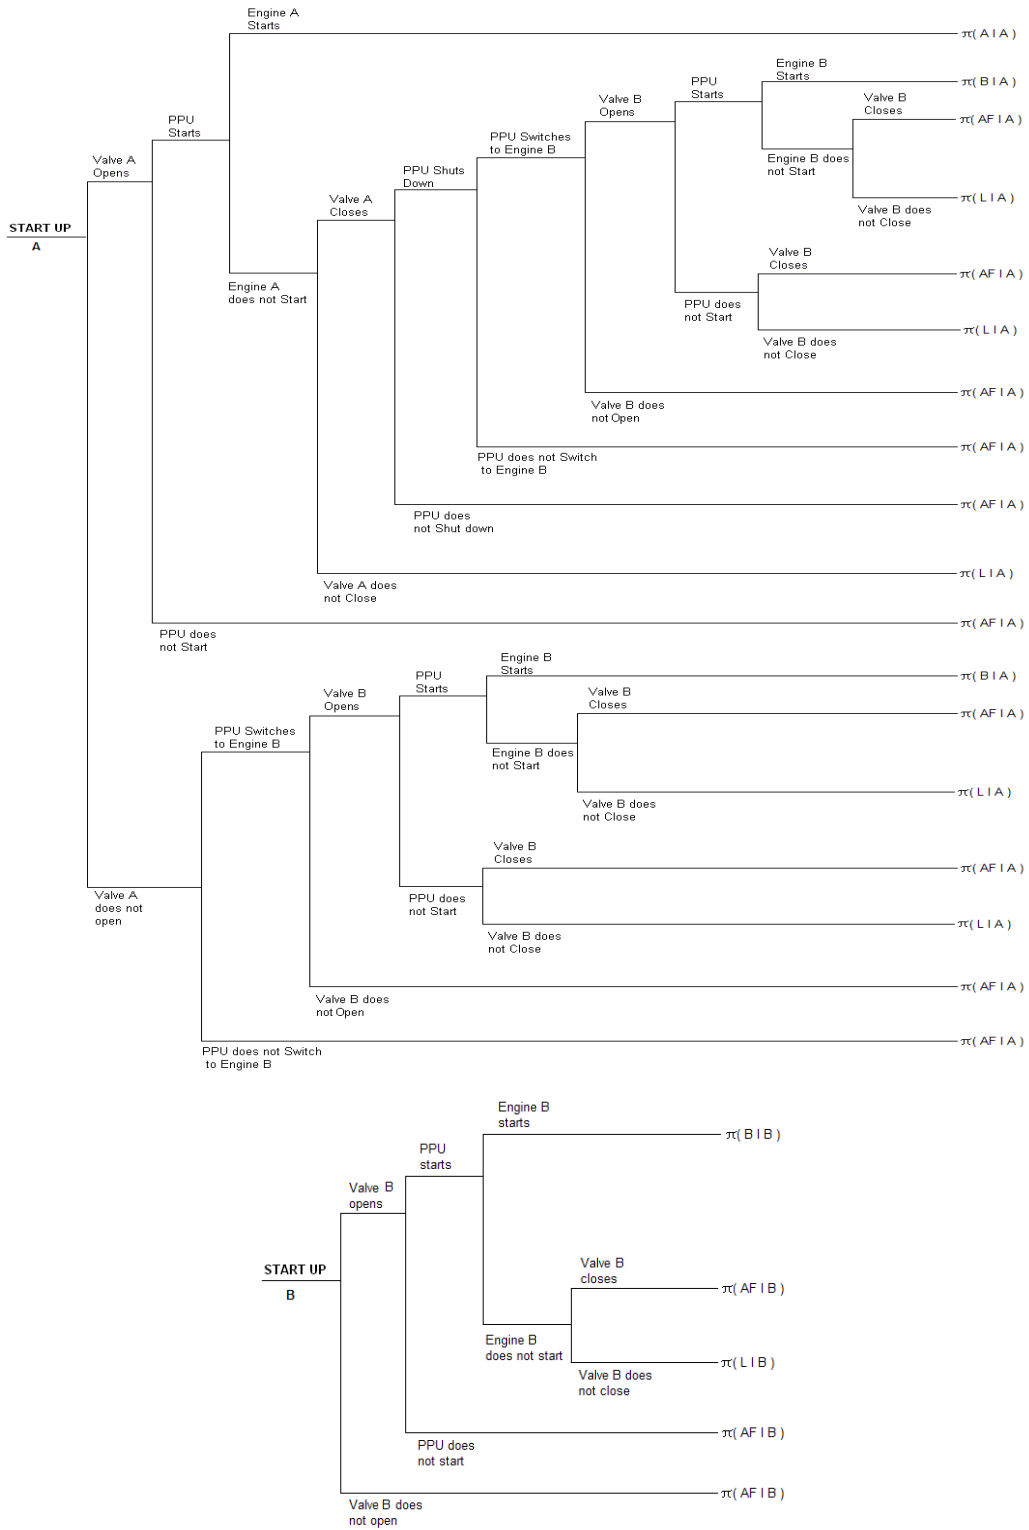 Engine A
Starts
π( A I A )
Engine B
Starts
π( B I A )
PPU
Starts
Valve B
Closes
π( AF I A )
Valve B
Opens
PPU
Starts
PPU Switches
to Engine B
Engine B does
not Start
Valve A
Opens
PPU Shuts
Down
π( L I A )
Valve A
Closes
Valve B does
not Close
START UP
A
Valve B
Closes
π( AF I A )
Engine A
does not Start
PPU does
not Start
π( L I A )
Valve B does
not Close
π( AF I A )
Valve B does
not Open
π( AF I A )
PPU does not Switch
to Engine B
π( AF I A )
PPU does
not Shut down
π( L I A )
Valve A does
not Close
π( AF I A )
PPU does
not Start
Engine B
Starts
π( B I A )
PPU
Starts
Valve B
Closes
Valve B
Opens
π( AF I A )
PPU Switches
to Engine B
Engine B does
not Start
π( L I A )
Valve B does
not Close
Valve B
Closes
π( AF I A )
Valve A
does not
open
PPU does
not Start
π( L I A )
Valve B does
not Close
π( AF I A )
Valve B does
not Open
π( AF I A )
PPU does not Switch
to Engine B
Engine B
starts
π( B I B )
PPU
starts
Valve B
opens
START UP
B
Valve B
closes
π( AF I B )
Engine B
does not start
π( L I B )
Valve B does
not close
π( AF I B )
PPU does
not start
π( AF I B )
Valve B does
not open